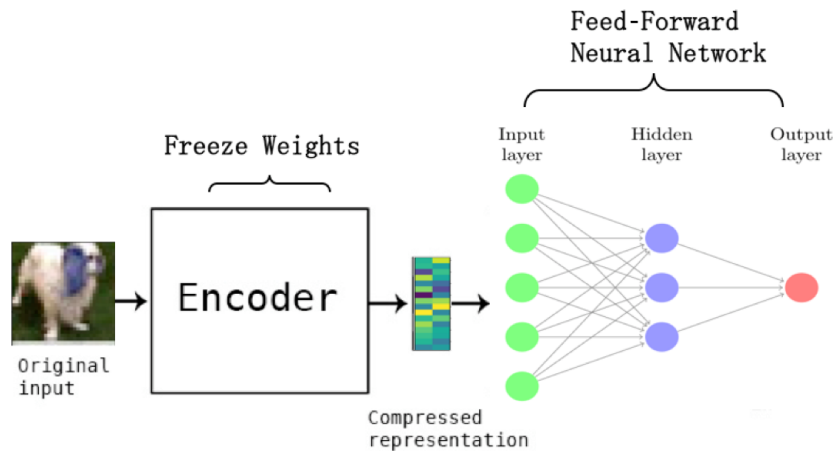 Feed-Forward
Neural Network
Freeze Weights
Input
layer
Hidden
layer
Output
layer
Encoder
Original
input
Compressed
representation